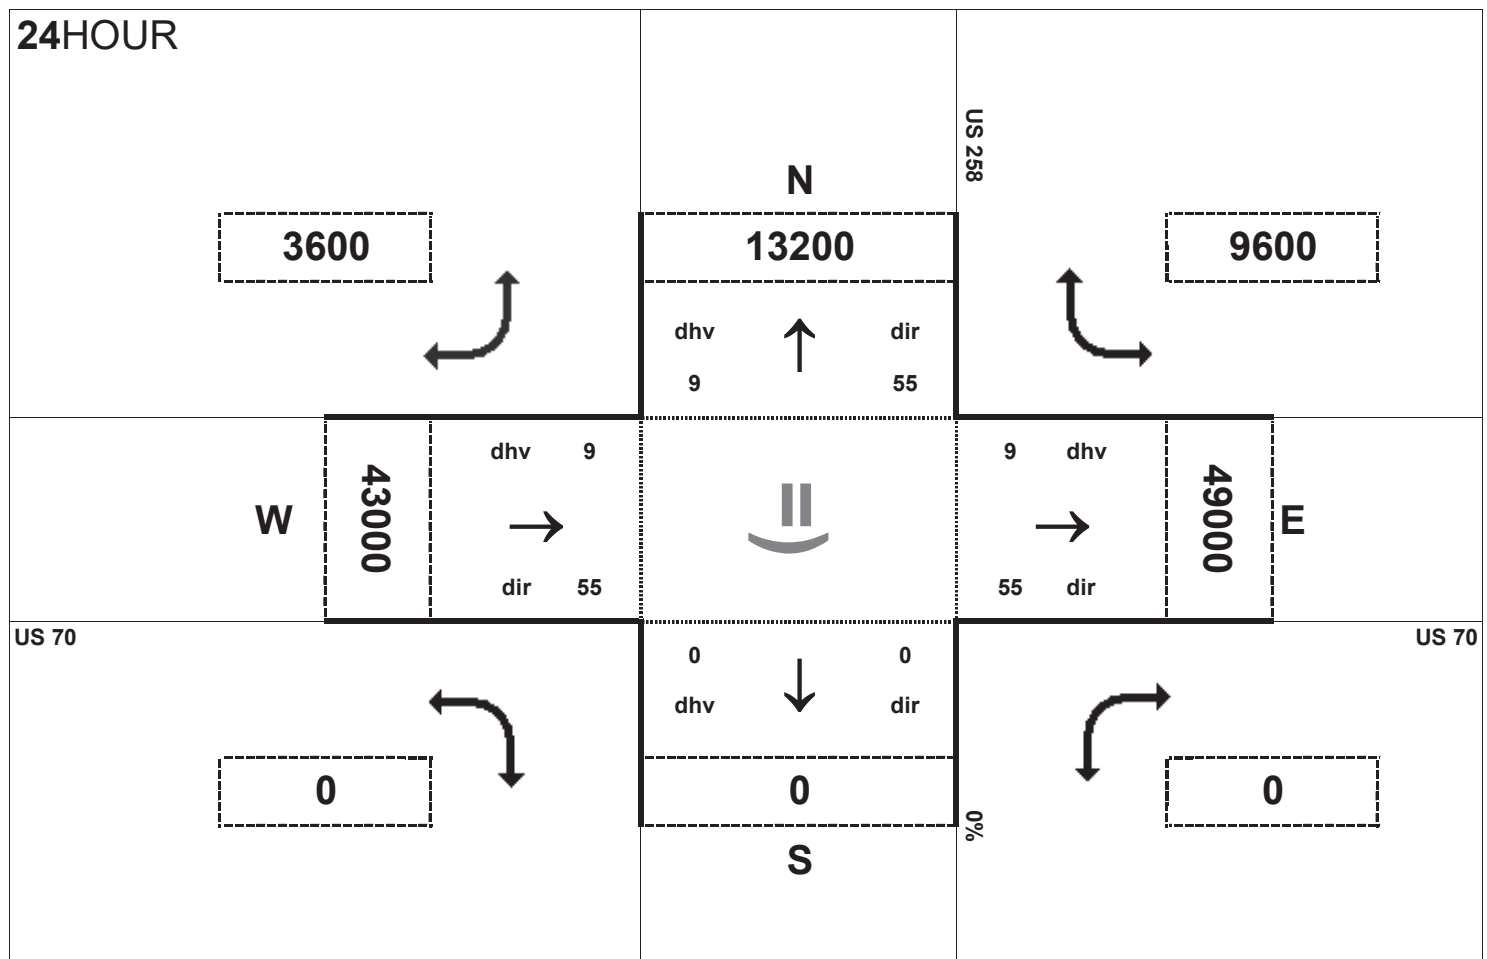 24HOUR
US 258
N
3600
13200
9600
dhv
dir
9
55
dhv 9
9 dhv
W
43000
49000
E
dir 55
55 dir
US 70
US 70
0
0
dhv
dir
0
0
0
0%
S